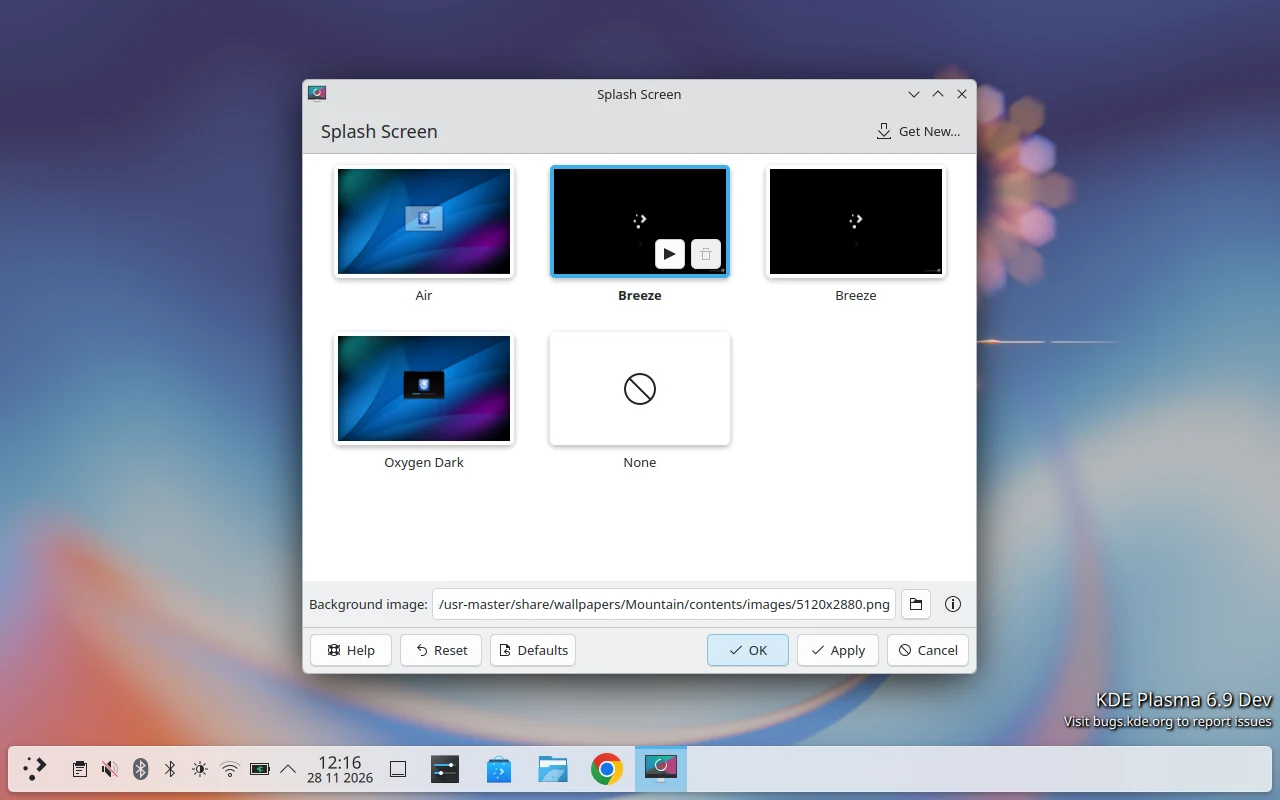 Splash Screen
Splash Screen
Get New...
Air
Breeze
Breeze
Oxygen Dark
None
Background image: /usr-master/share/wallpapers/Mountain/contents/images/5120x2880.png
Help
Reset
Defaults
OK
Apply
Cancel
KDE Plasma 6.9 Dev
Visit bugs.kde.org to report issues
12:16
28 11 2026